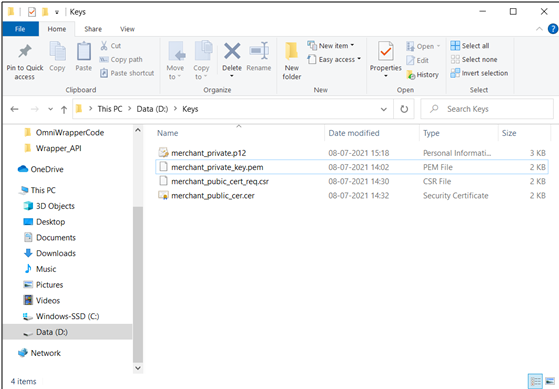 Keys
File Home Share View
Pin to Quick access
Copy
Paste
Cut
Copy path
Paste shortcut
Clipboard
Move to
Copy to
Delete
Rename
Organize
New folder
New item
Easy access
New
Properties
Open
Edit
History
Open
Select all
Select none
Invert selection
Select
This PC > Data (D:) > Keys
Search Keys
OmniWrapperCode
Wrapper_API
OneDrive
This PC
3D Objects
Desktop
Documents
Downloads
Music
Pictures
Videos
Windows-SSD (C:)
Data (D:)
Network
Name Date modified Type Size
merchant_private.p12 08-07-2021 15:18 Personal Informati... 3 KB
merchant_private_key.pem 08-07-2021 14:02 PEM File 2 KB
merchant_pubic_cert_req.csr 08-07-2021 14:30 CSR File 2 KB
merchant_public_cer.cer 08-07-2021 14:32 Security Certificate 2 KB
4 items